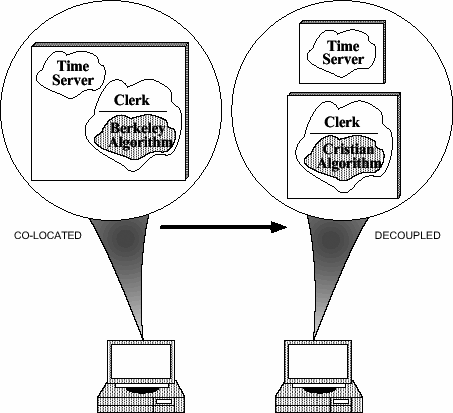 Time
Server
Clerk
Berkeley
Algorithm
CO-LOCATED
Time
Server
Clerk
Cristian
Algorithm
DECOUPLED